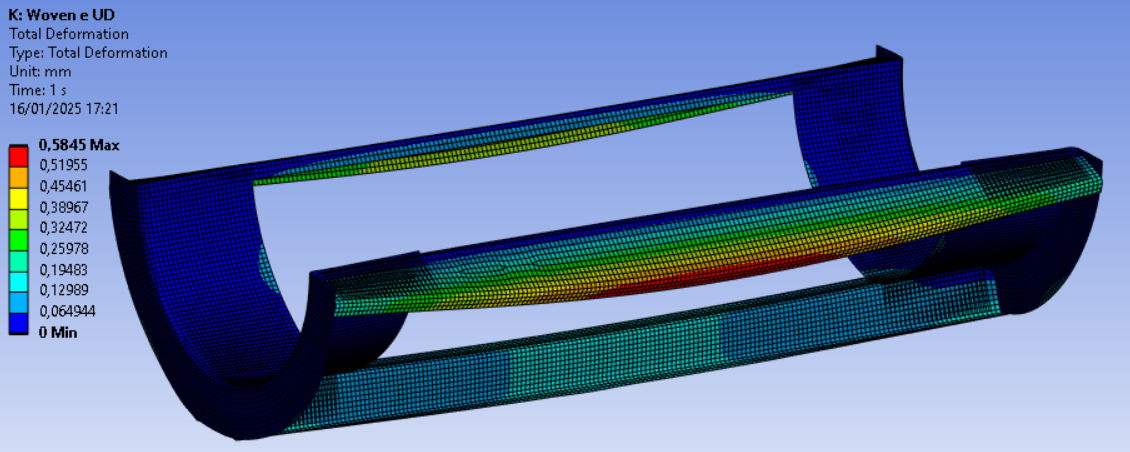 K: Woven e UD
Total Deformation
Type: Total Deformation
Unit: mm
Time: 1 s
16/01/2025 17:21
0,5845 Max
0,51955
0,45461
0,38967
0,32472
0,25978
0,19483
0,12989
0,064944
0 Min